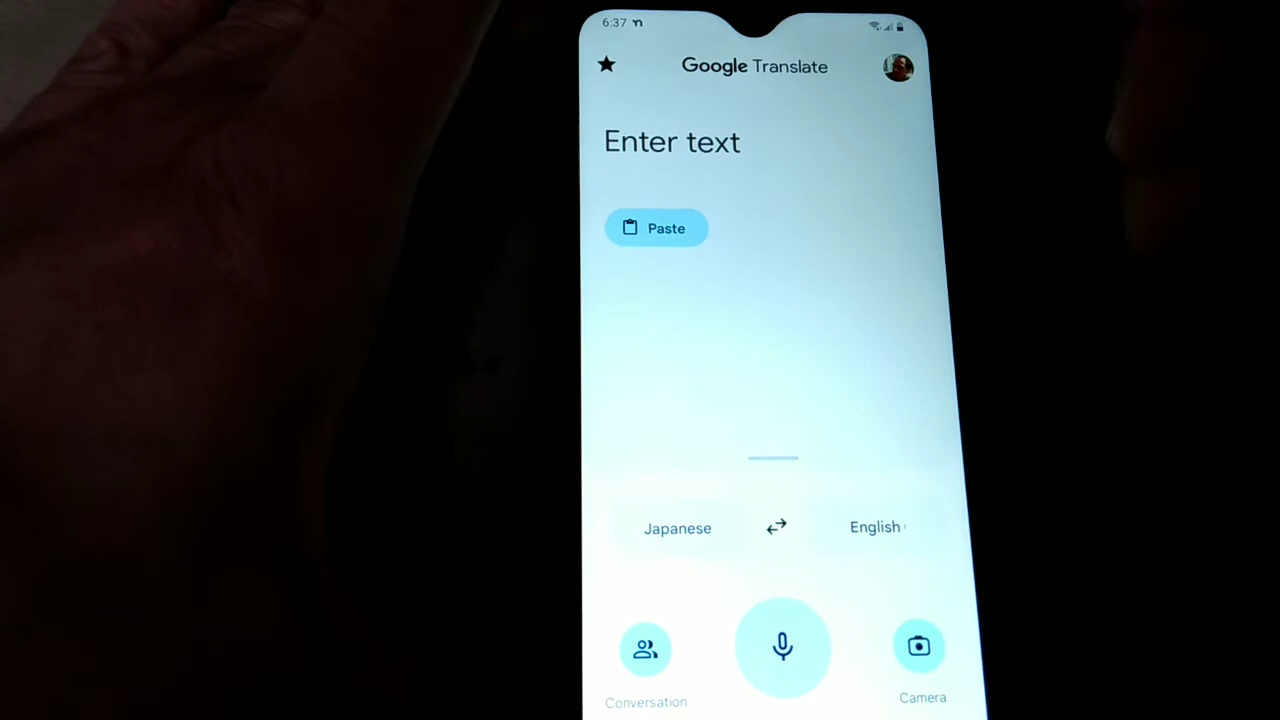 6:37
Google Translate
Enter text
Paste
Japanese
English
Conversation
Camera